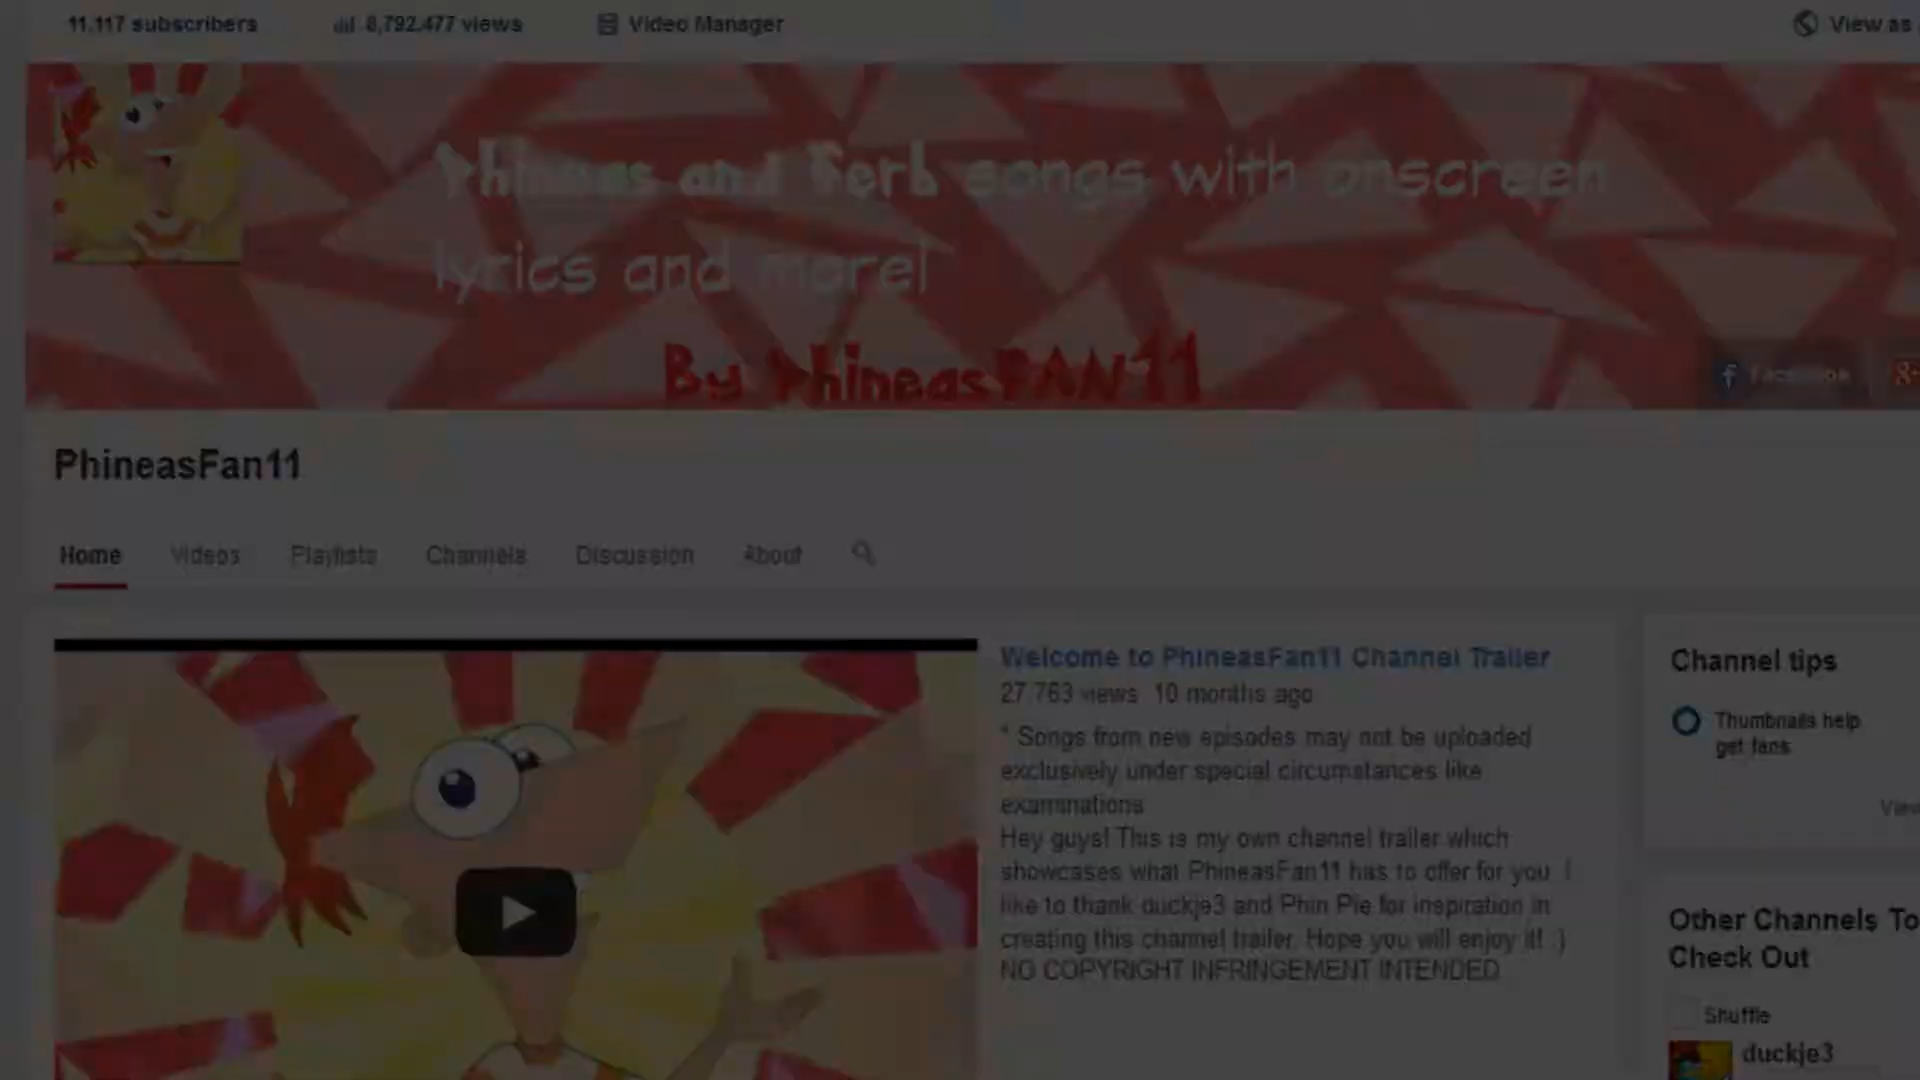 11,117 subscribers 8,792,477 views Video Manager View as
Phineas and Ferb songs with onscreen
lyrics and more!
By PhineasFAN11
Facebook
PhineasFan11
Home Videos Playlists Channels Discussion About
Welcome to PhineasFan11 Channel Trailer
27,763 views 10 months ago
* Songs from new episodes may not be uploaded
exclusively under special circumstances like
examinations
Hey guys! This is my own channel trailer which
showcases what PhineasFan11 has to offer for you. I
like to thank duckje3 and Phin Pie for inspiration in
creating this channel trailer. Hope you will enjoy it! :)
NO COPYRIGHT INFRINGEMENT INTENDED
Channel tips
Thumbnails help
get fans
View
Other Channels To
Check Out
Shuffle
duckje3